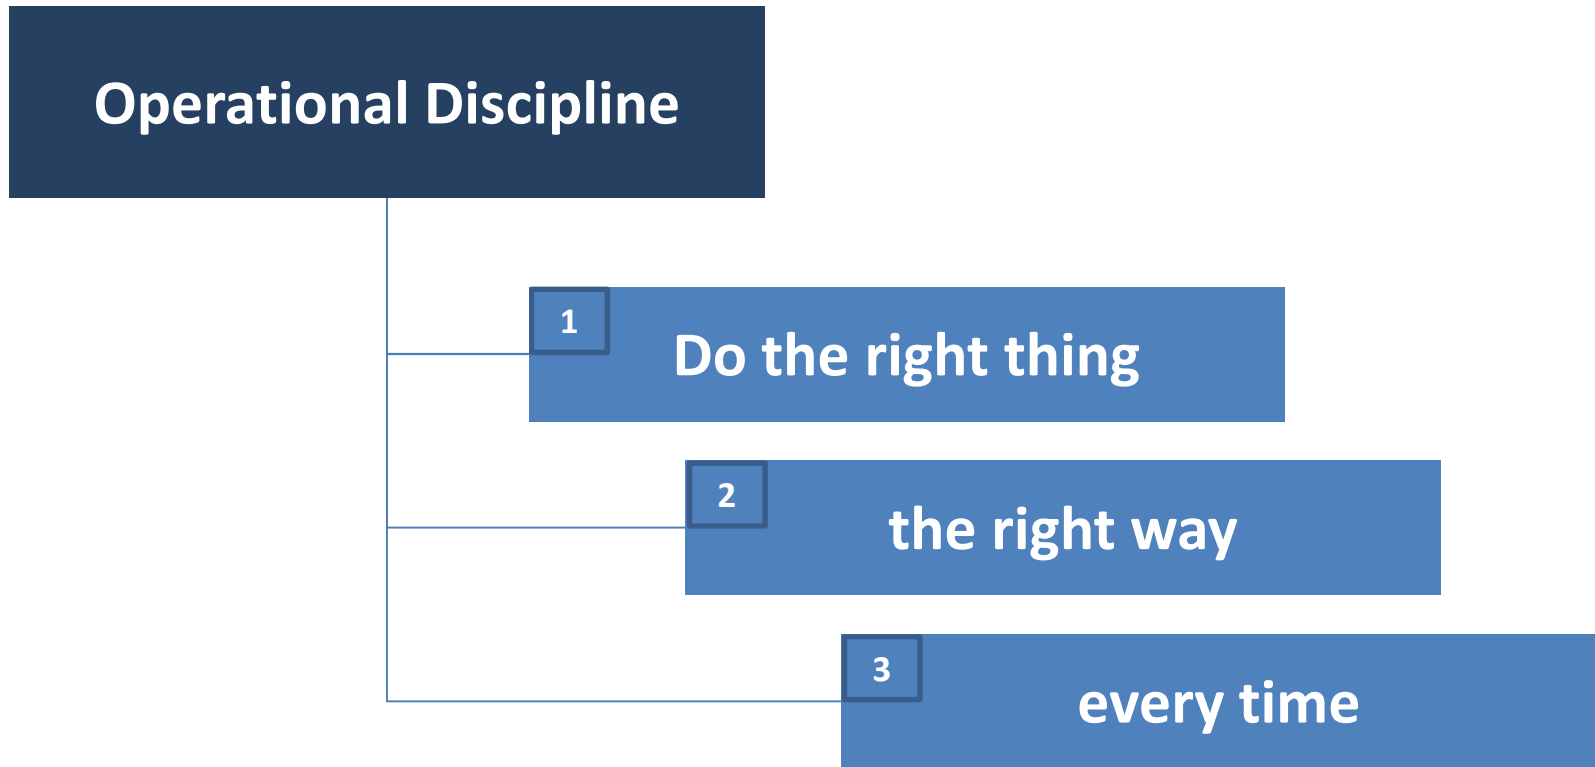 Operational Discipline
1
Do the right thing
2
the right way
3
every time